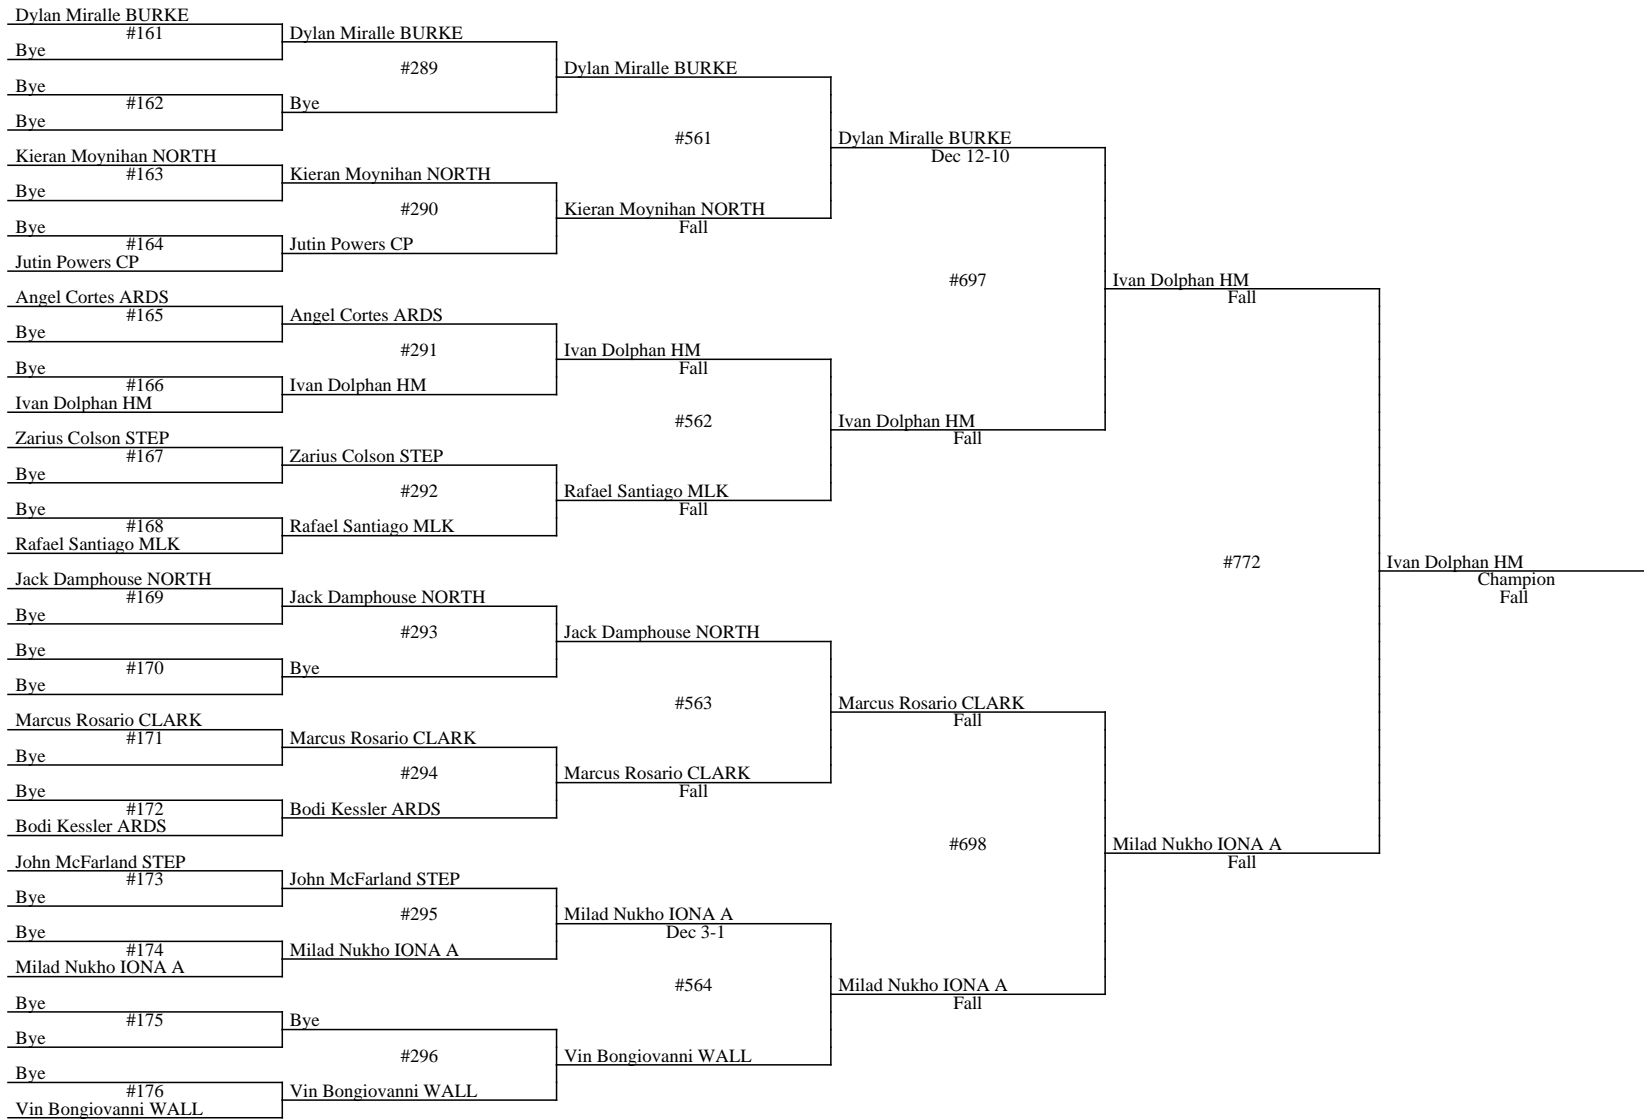 Dylan Miralle BURKE
#161
Bye
Bye
#162
Bye
Kieran Moynihan NORTH
#163
Bye
Bye
#164
Jutin Powers CP
Angel Cortes ARDS
#165
Bye
Bye
#166
Ivan Dolphan HM
Zarius Colson STEP
#167
Bye
Bye
#168
Rafael Santiago MLK
Jack Damphouse NORTH
#169
Bye
Bye
#170
Bye
Marcus Rosario CLARK
#171
Bye
Bye
#172
Bodi Kessler ARDS
John McFarland STEP
#173
Bye
Bye
#174
Milad Nukho IONA A
Bye
#175
Bye
Bye
#176
Vin Bongiovanni WALL
Dylan Miralle BURKE
#289
Bye
Kieran Moynihan NORTH
#290
Jutin Powers CP
Angel Cortes ARDS
#291
Ivan Dolphan HM
Zarius Colson STEP
#292
Rafael Santiago MLK
Jack Damphouse NORTH
#293
Bye
Marcus Rosario CLARK
#294
Bodi Kessler ARDS
John McFarland STEP
#295
Milad Nukho IONA A
Bye
#296
Vin Bongiovanni WALL
Dylan Miralle BURKE
#561
Kieran Moynihan NORTH
Fall
Ivan Dolphan HM
Fall
#562
Rafael Santiago MLK
Fall
Jack Damphouse NORTH
#563
Marcus Rosario CLARK
Fall
Milad Nukho IONA A
Dec 3-1
#564
Vin Bongiovanni WALL
Dylan Miralle BURKE
Dec 12-10
#697
Ivan Dolphan HM
Fall
Marcus Rosario CLARK
Fall
#698
Milad Nukho IONA A
Fall
Ivan Dolphan HM
Fall
#772
Milad Nukho IONA A
Fall
Ivan Dolphan HM
Champion
Fall